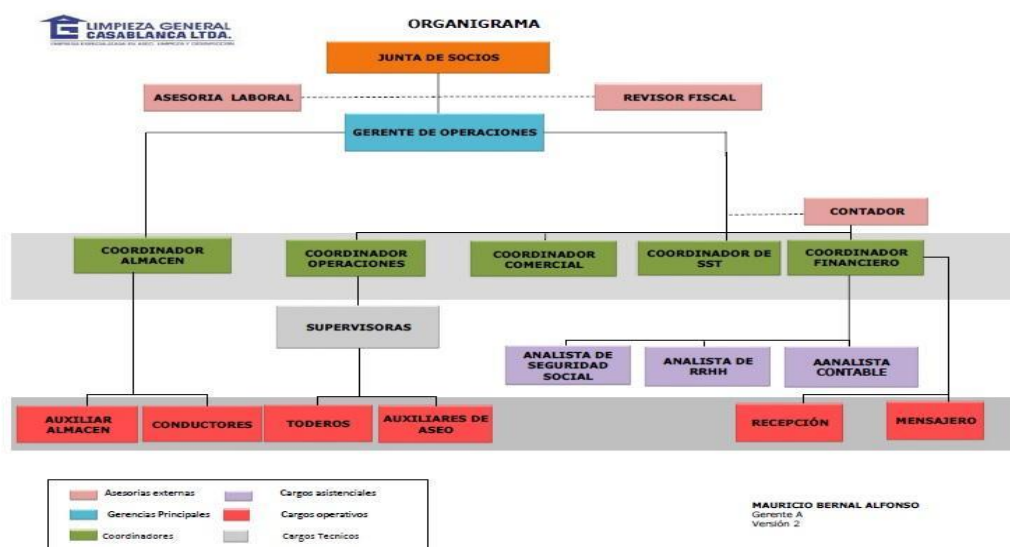 LIMPIEZA GENERAL
CASABLANCA LTDA.
ORGANIGRAMA
JUNTA DE SOCIOS
ASESORIA LABORAL
REVISOR FISCAL
GERENTE DE OPERACIONES
CONTADOR
COORDINADOR
ALMACEN
COORDINADOR
OPERACIONES
COORDINADOR
COMERCIAL
COORDINADOR DE
SST
COORDINADOR
FINANCIERO
SUPERVISORAS
ANALISTA DE
SEGURIDAD
SOCIAL
ANALISTA DE
RRHH
AANALISTA
CONTABLE
AUXILIAR
ALMACEN
CONDUCTORES
TODEROS
AUXILIARES DE
ASEO
RECEPCIÓN
MENSAJERO
Asesorias externas
Cargos asistenciales
Gerencias Principales
Cargos operativos
Coordinadores
Cargos Tecnicos
MAURICIO BERNAL ALFONSO
Gerente A
Versión 2